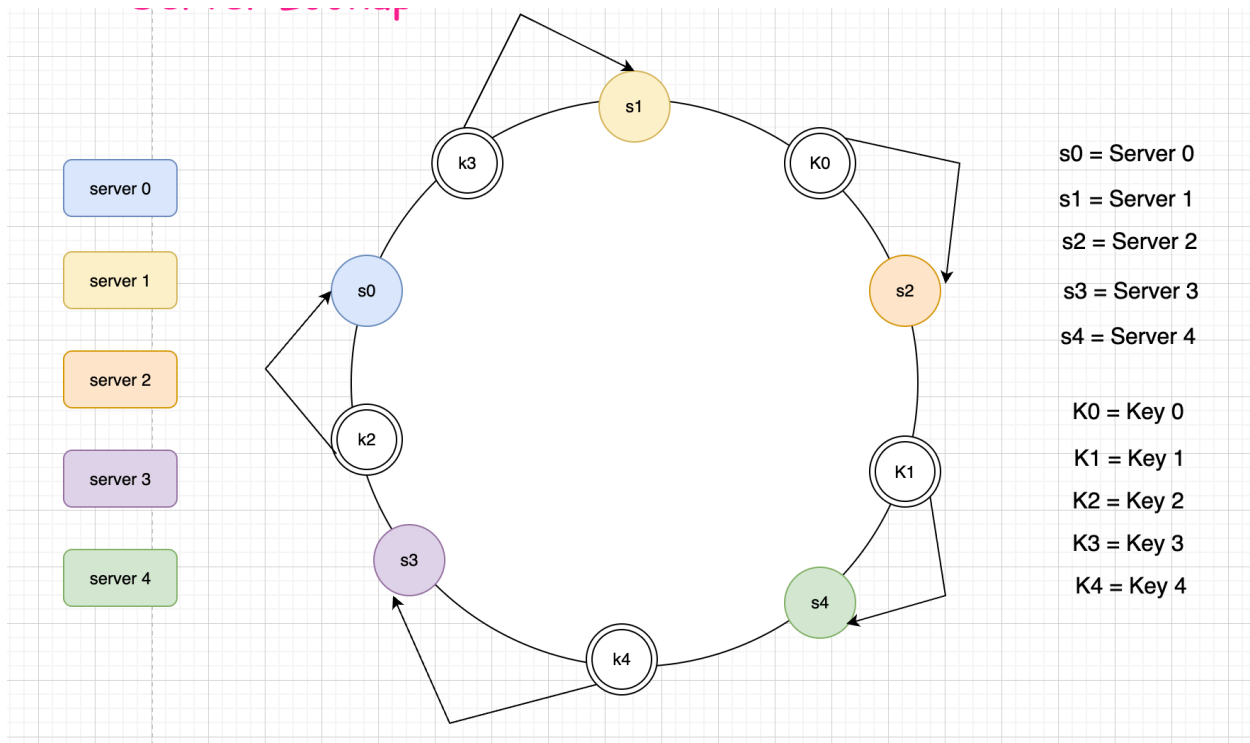 Server Lookup
s1
k3
K0
s0 = Server 0
server 0
s1 = Server 1
s2 = Server 2
server 1
s0
s2
s3 = Server 3
s4 = Server 4
server 2
K0 = Key 0
k2
K1 = Key 1
server 3
K1
K2 = Key 2
K3 = Key 3
s3
server 4
K4 = Key 4
s4
k4